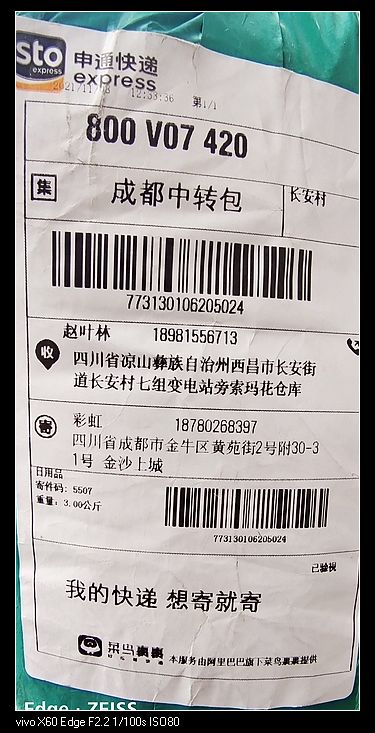 sto
express
申通快递
express
2021/11/
12:33:36
第1/1
800 V07 420
集
成都中转包
长安村
773130106205024
收
赵叶林 18981556713
四川省凉山彝族自治州西昌市长安街
道长安村七组变电站旁索玛花仓库
寄
彩虹 18780268397
四川省成都市金牛区黄苑街2号附30-3
1号 金沙上城
日用品
寄件码: 5507
重量: 3.00公斤
773130106205024
已验视
我的快递 想寄就寄
菜鸟裹裹
本服务由阿里巴巴旗下菜鸟裹裹提供
Edge · ZEISS
vivo X60 Edge F2.2 1/100s ISO80